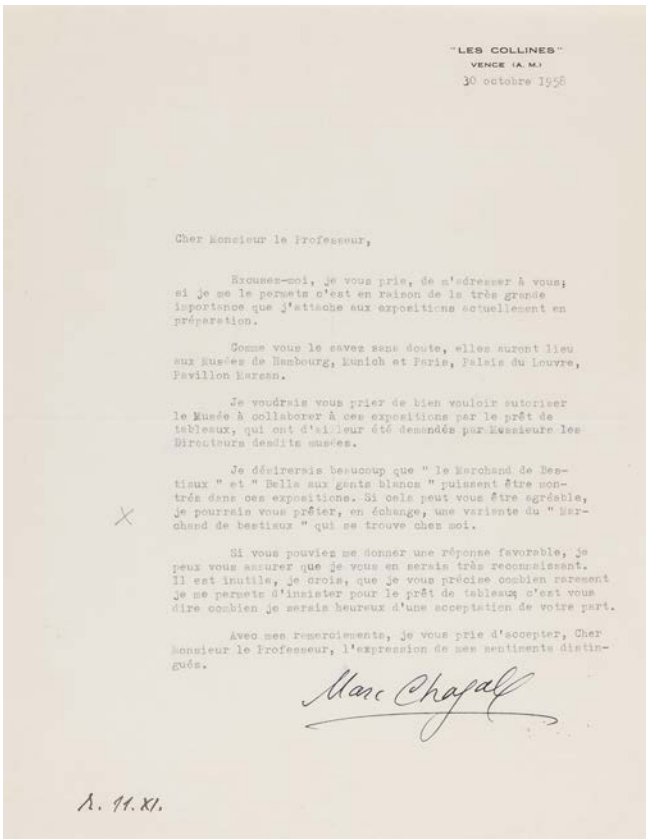 "LES COLLINES"
VENCE (A. M.)
30 octobre 1958
Cher Monsieur le Professeur,
Excusez-moi, je vous prie, de m'adresser à vous;
si je me le permets c'est en raison de la très grande
importance que j'attache aux expositions actuellement en
préparation.
Comme vous le savez sans doute, elles auront lieu
aux Musées de Hambourg, Munich et Paris, Palais du Louvre,
Pavillon Marsan.
Je voudrais vous prier de bien vouloir autoriser
le Musée à collaborer à ces expositions par le prêt de
tableaux, qui ont d'ailleur été demandés par Messieurs les
Directeurs desdits musées.
Je désirerais beaucoup que " le Marchand de Bes-
tiaux " et " Bella aux gants blancs " puissent être mon-
trés dans ces expositions. Si cela peut vous être agréable,
je pourrais vous prêter, en échange, une variante du " Mar-
chand de bestiaux " qui se trouve chez moi.
Si vous pouviez me donner une réponse favorable, je
peux vous assurer que je vous en serais très reconnaissant.
Il est inutile, je crois, que je vous précise combien rarement
je me permets d'insister pour le prêt de tableaux; c'est vous
dire combien je serais heureux d'une acceptation de votre part.
Avec mes remerciements, je vous prie d'accepter, Cher
Monsieur le Professeur, l'expression de mes sentiments distin-
gués.
Marc Chagall
11.XI.